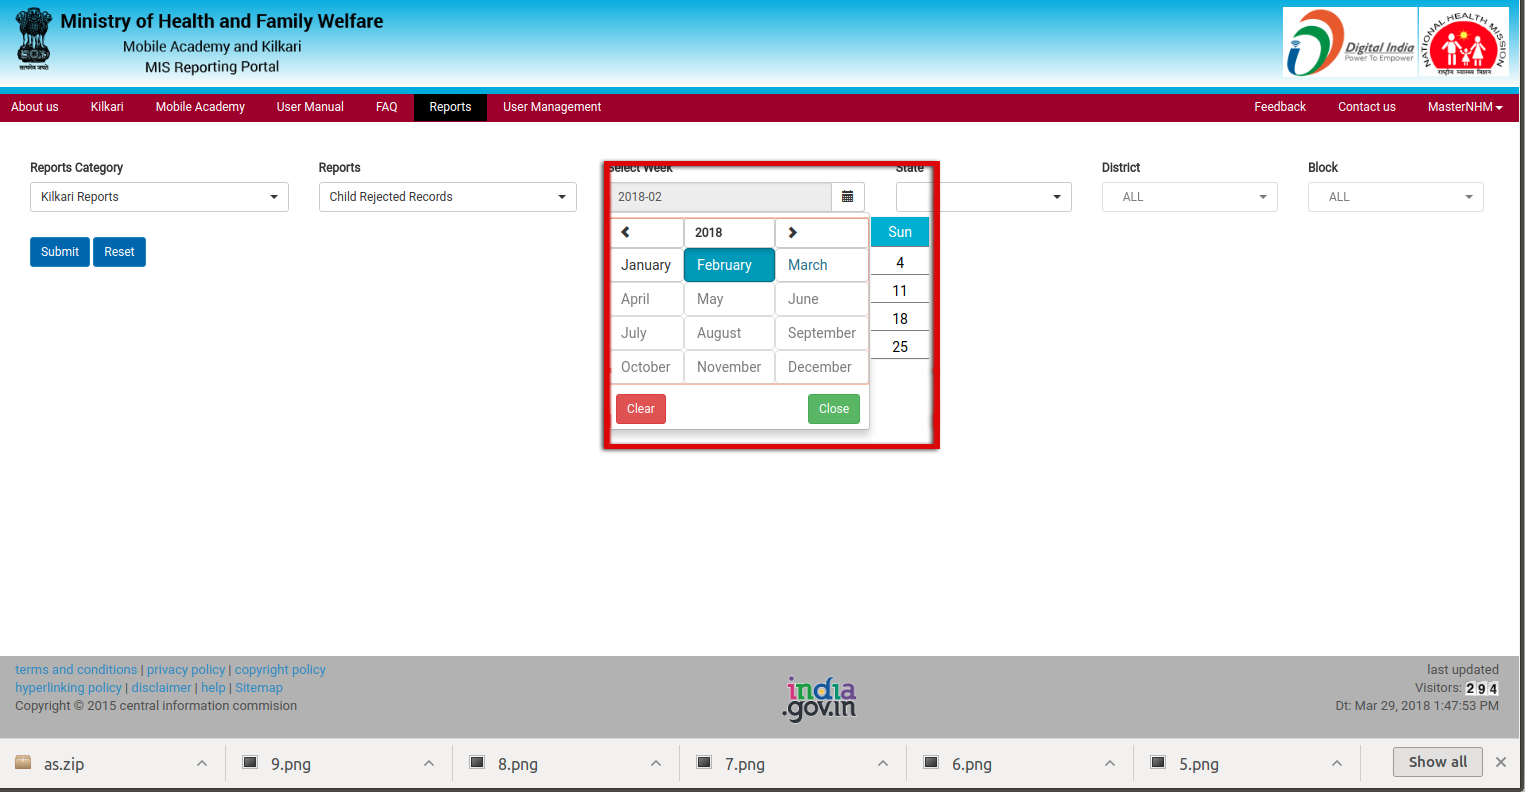 Ministry of Health and Family Welfare
Mobile Academy and Kilkari
MIS Reporting Portal
सत्यमेव जयते
Digital India
Power To Empower
NATIONAL HEALTH MISSION
राष्ट्रीय स्वास्थ्य मिशन
About us Kilkari Mobile Academy User Manual FAQ Reports User Management Feedback Contact us MasterNHM
Reports Category Reports Select Week State District Block
Kilkari Reports Child Rejected Records 2018-02 ALL ALL
Submit Reset
2018 Sun
January February March 4
April May June 11
July August September 18
October November December 25
Clear Close
terms and conditions | privacy policy | copyright policy
hyperlinking policy | disclaimer | help | Sitemap
Copyright © 2015 central information commision
india
.gov.in
last updated
Visitors: 294
Dt: Mar 29, 2018 1:47:53 PM
as.zip 9.png 8.png 7.png 6.png 5.png Show all